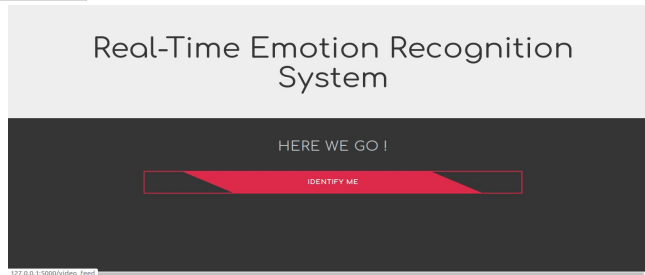 Real-Time Emotion Recognition
System
HERE WE GO !
IDENTIFY ME
127.0.0.1:5000/video_feed